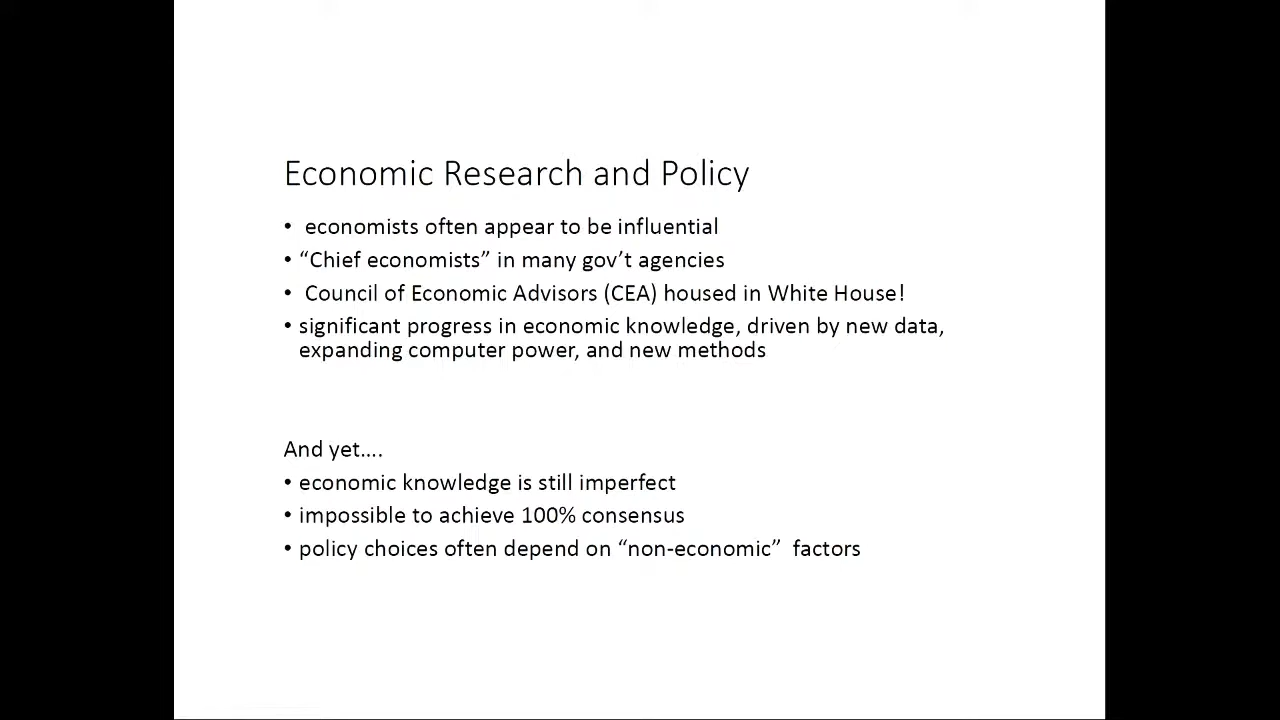 Economic Research and Policy
• economists often appear to be influential
• “Chief economists” in many gov’t agencies
• Council of Economic Advisors (CEA) housed in White House!
• significant progress in economic knowledge, driven by new data,
expanding computer power, and new methods
And yet….
• economic knowledge is still imperfect
• impossible to achieve 100% consensus
• policy choices often depend on “non-economic” factors